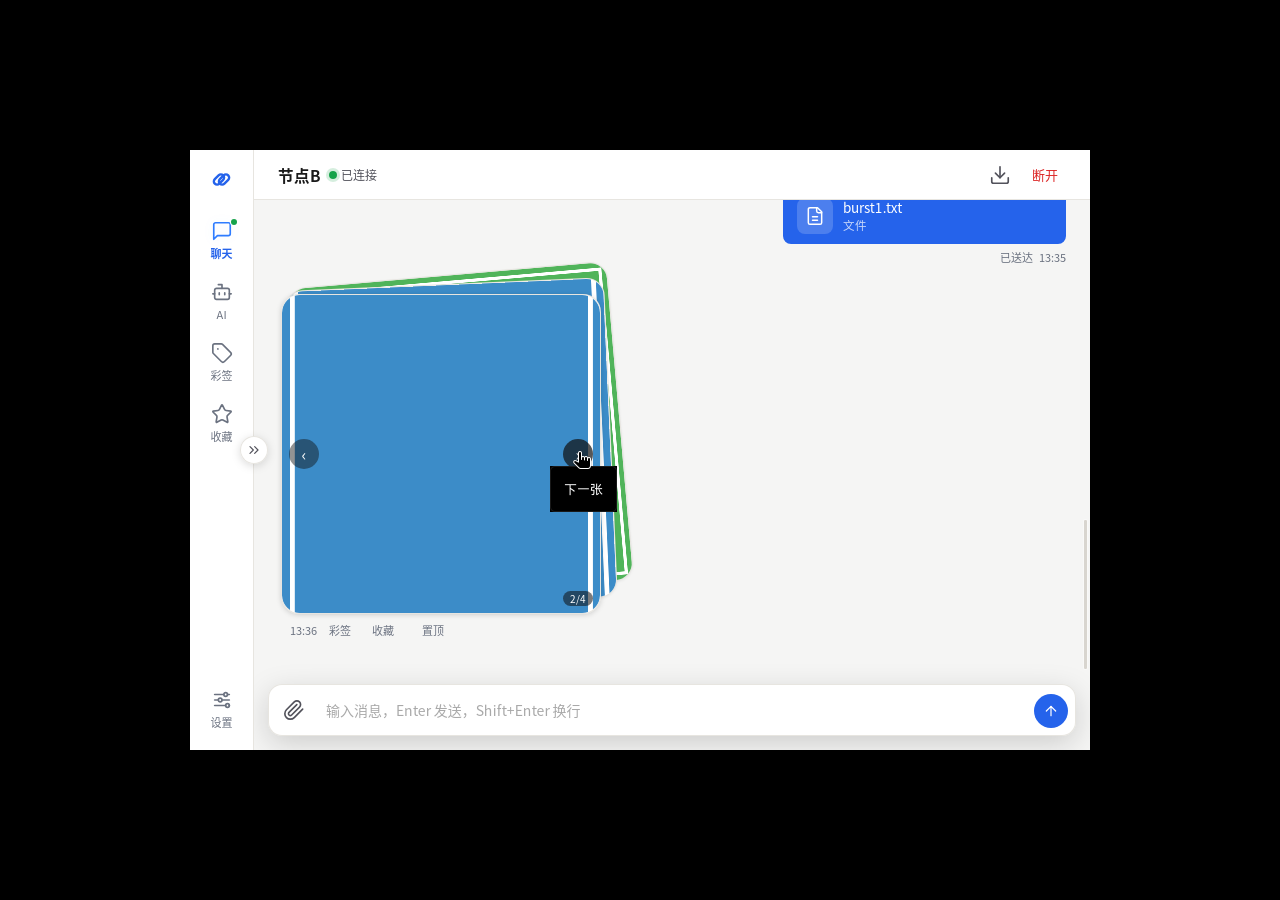 节点B 已连接
断开
聊天
AI
彩签
收藏
设置
burst1.txt
文件
已送达 13:35
‹
下一张
2/4
13:36 彩签 收藏 置顶
输入消息，Enter 发送，Shift+Enter 换行